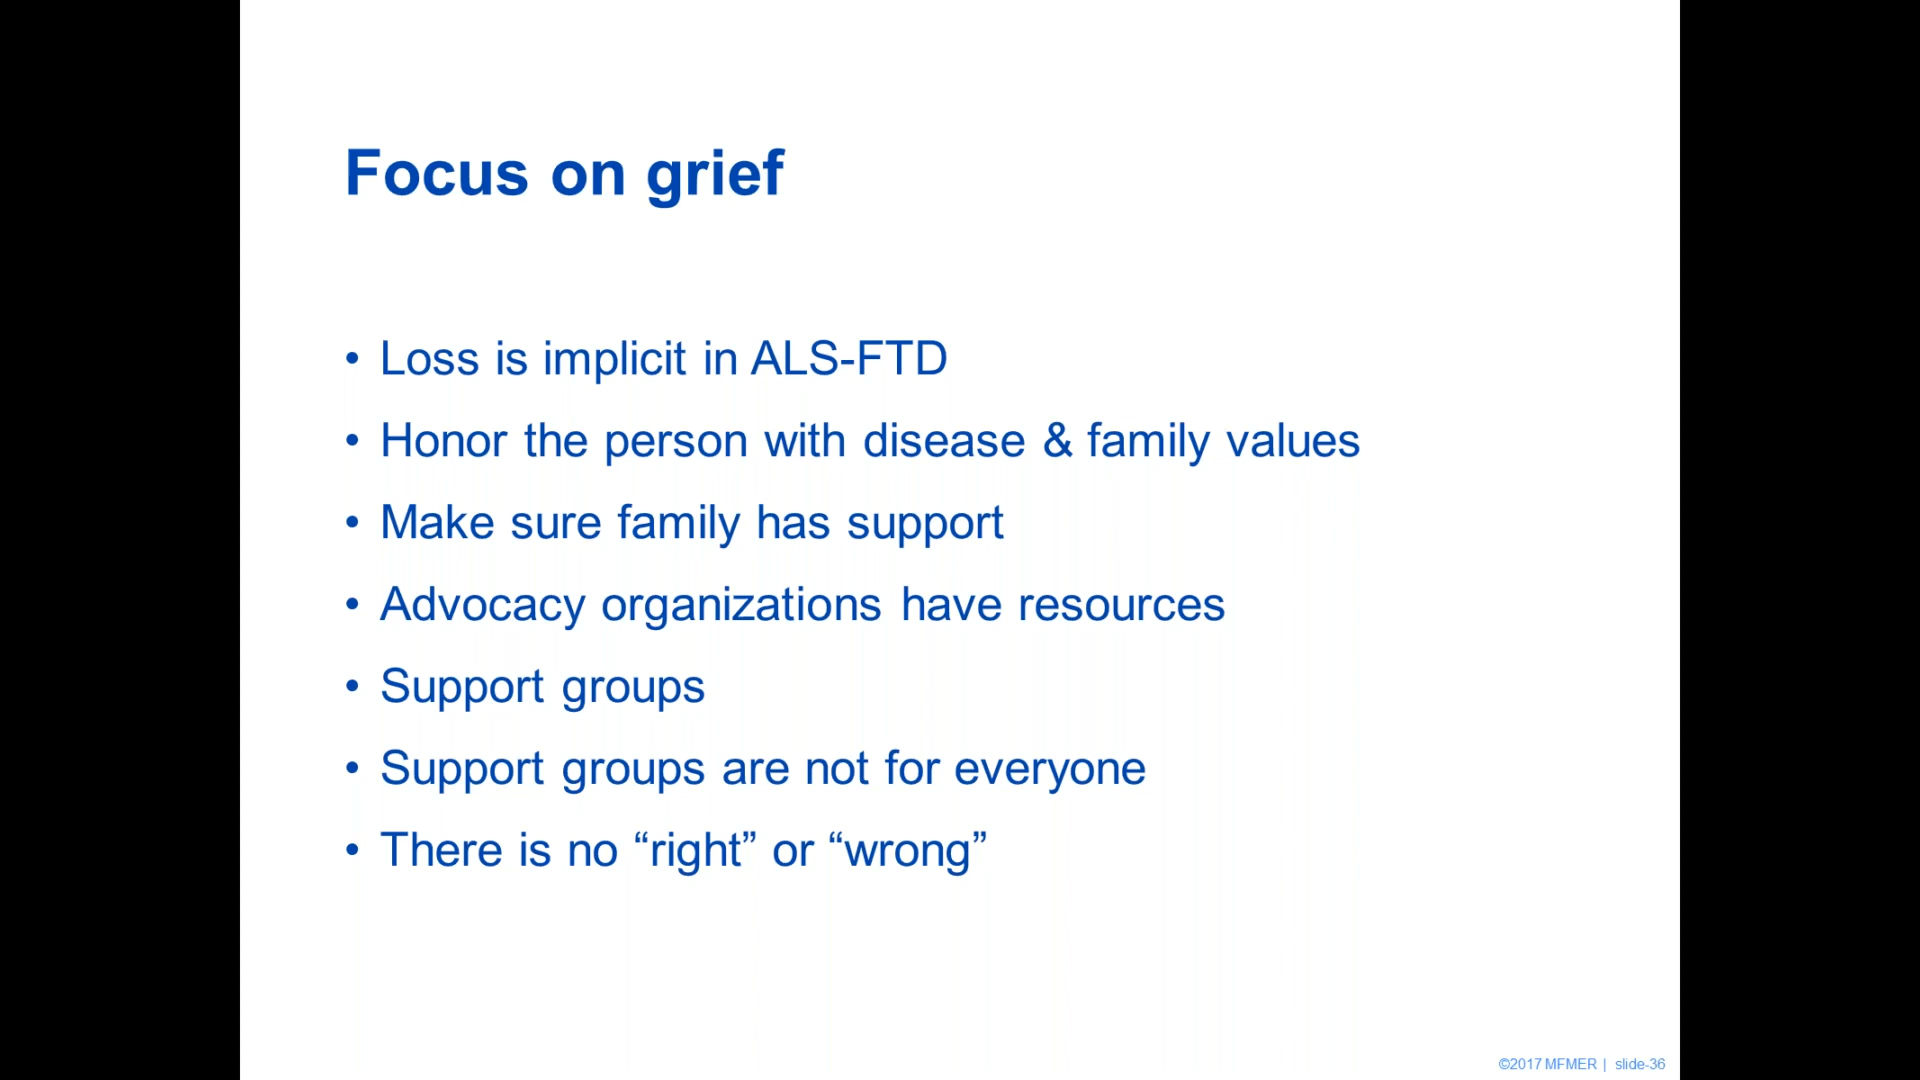 Focus on grief
• Loss is implicit in ALS-FTD
• Honor the person with disease & family values
• Make sure family has support
• Advocacy organizations have resources
• Support groups
• Support groups are not for everyone
• There is no “right” or “wrong”
©2017 MFMER | slide-36